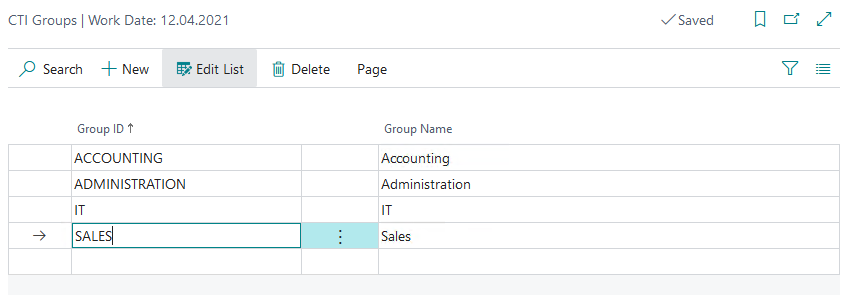 CTI Groups | Work Date: 12.04.2021 Saved
Search New Edit List Delete Page
Group ID ↑ Group Name
ACCOUNTING Accounting
ADMINISTRATION Administration
IT IT
SALES Sales